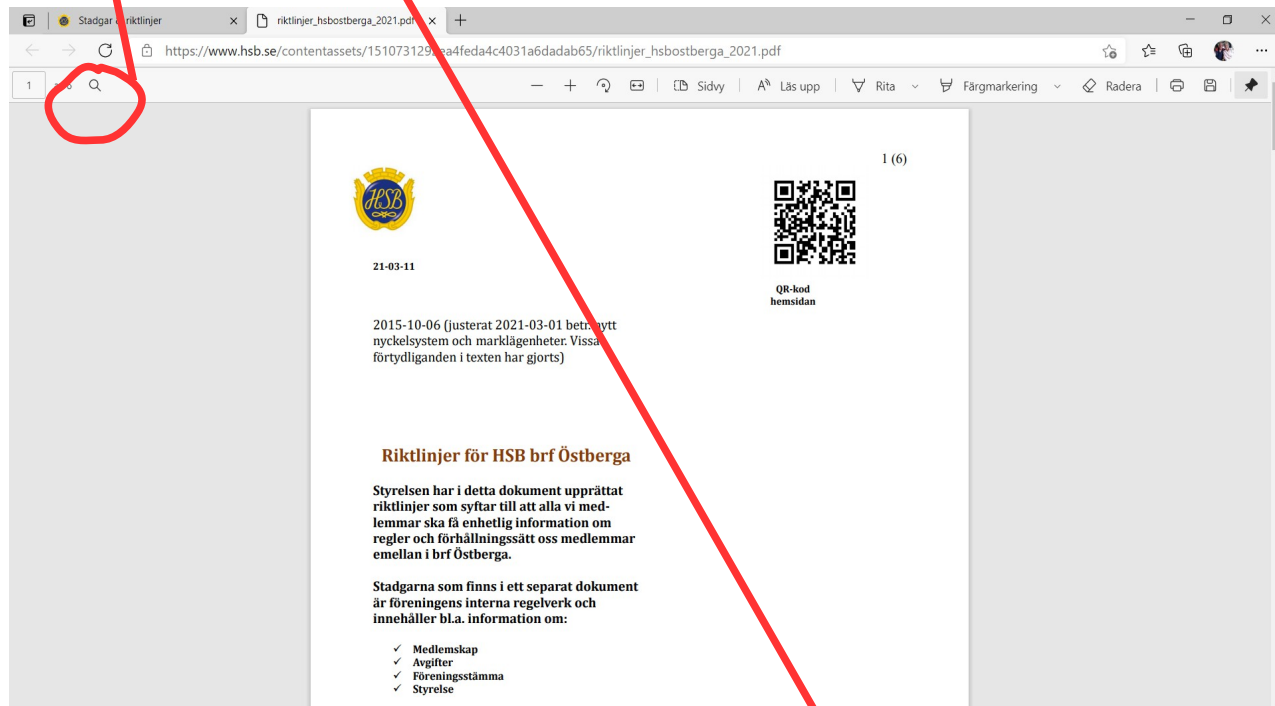 Stadgar & riktlinjer
riktlinjer_hsbostberga_2021.pdf
https://www.hsb.se/contentassets/
/riktlinjer_hsbostberga_2021.pdf
1
Sidvy
Läs upp
Rita
Färgmarkering
Radera
1 (6)
HSB
21-03-11
QR-kod
hemsidan
2015-10-06 (justerat 2021-03-01 betr. nytt
nyckelsystem och marklägenheter. Vissa
förtydliganden i texten har gjorts)
Riktlinjer för HSB brf Östberga
Styrelsen har i detta dokument upprättat
riktlinjer som syftar till att alla vi med-
lemmar ska få enhetlig information om
regler och förhållningssätt oss medlemmar
emellan i brf Östberga.
Stadgarna som finns i ett separat dokument
är föreningens interna regelverk och
innehåller bl.a. information om:
✓ Medlemskap
✓ Avgifter
✓ Föreningsstämma
✓ Styrelse